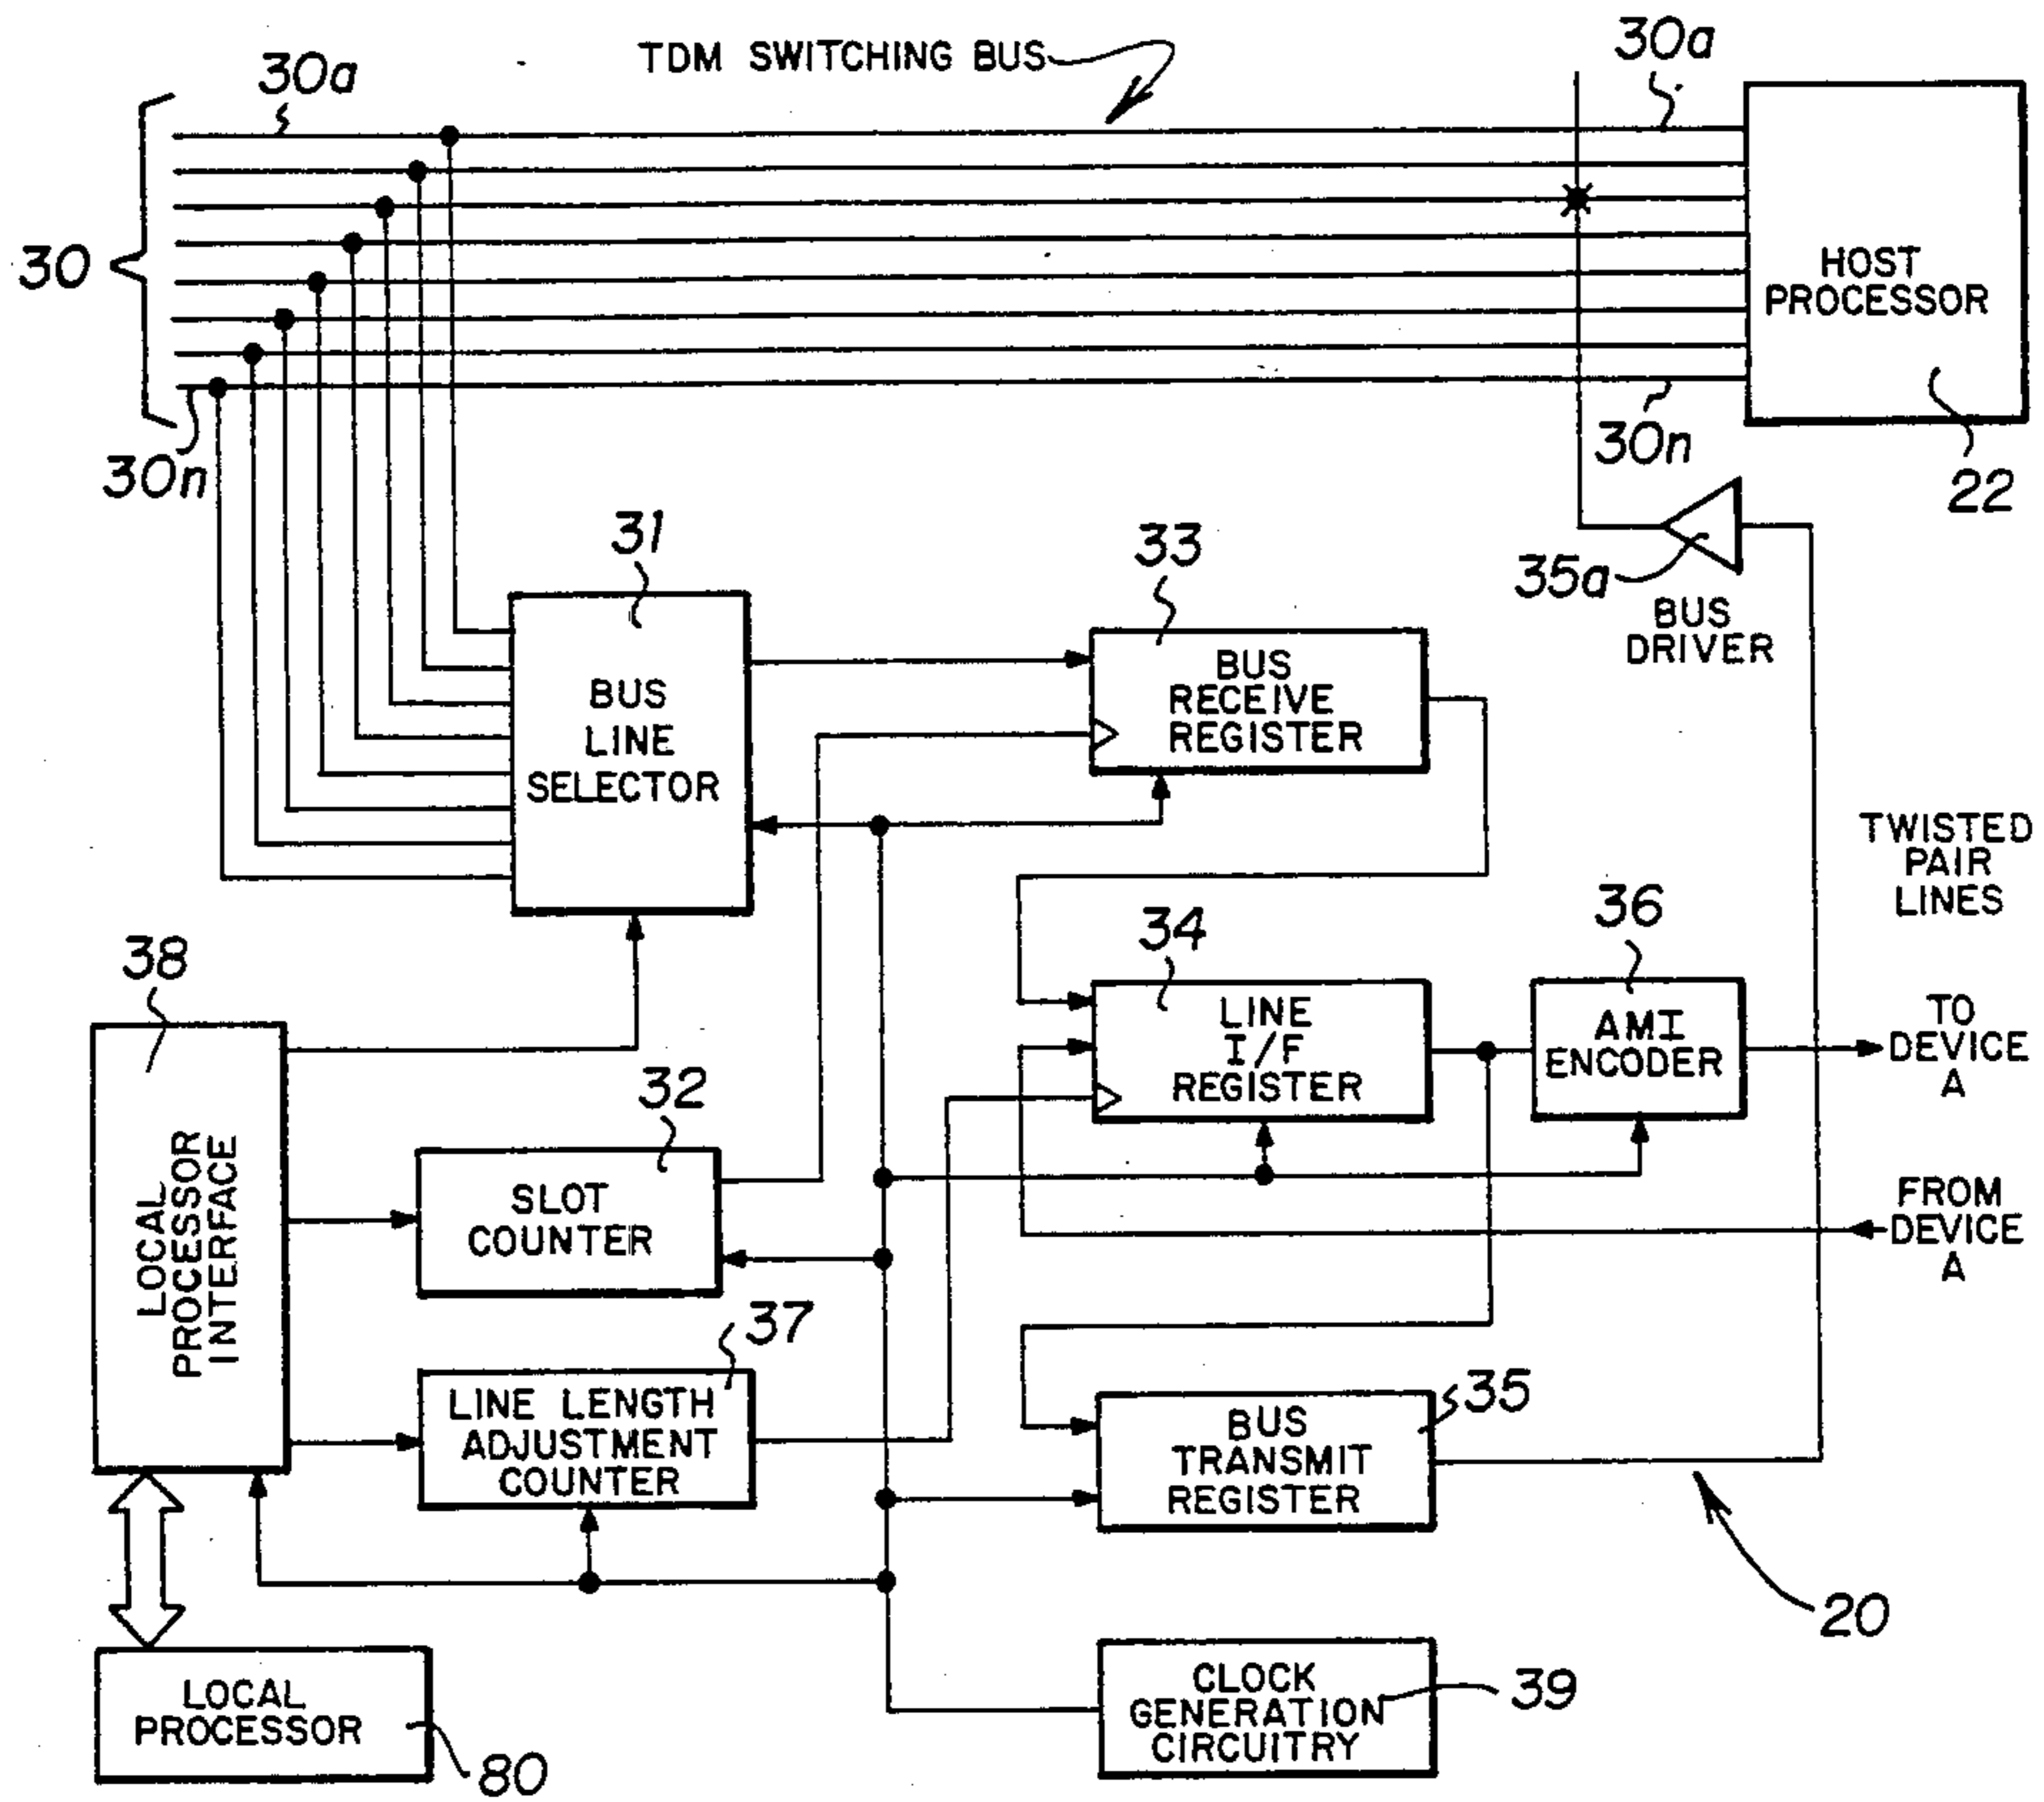 TDM SWITCHING BUS
30a
30a
30
30n
30n
HOST
PROCESSOR
22
35a
BUS
DRIVER
31
BUS
LINE
SELECTOR
33
BUS
RECEIVE
REGISTER
TWISTED
PAIR
LINES
38
LOCAL
PROCESSOR
INTERFACE
34
LINE
I/F
REGISTER
36
AMI
ENCODER
TO
DEVICE
A
32
SLOT
COUNTER
FROM
DEVICE
A
37
LINE LENGTH
ADJUSTMENT
COUNTER
35
BUS
TRANSMIT
REGISTER
20
LOCAL
PROCESSOR
80
CLOCK
GENERATION
CIRCUITRY
39